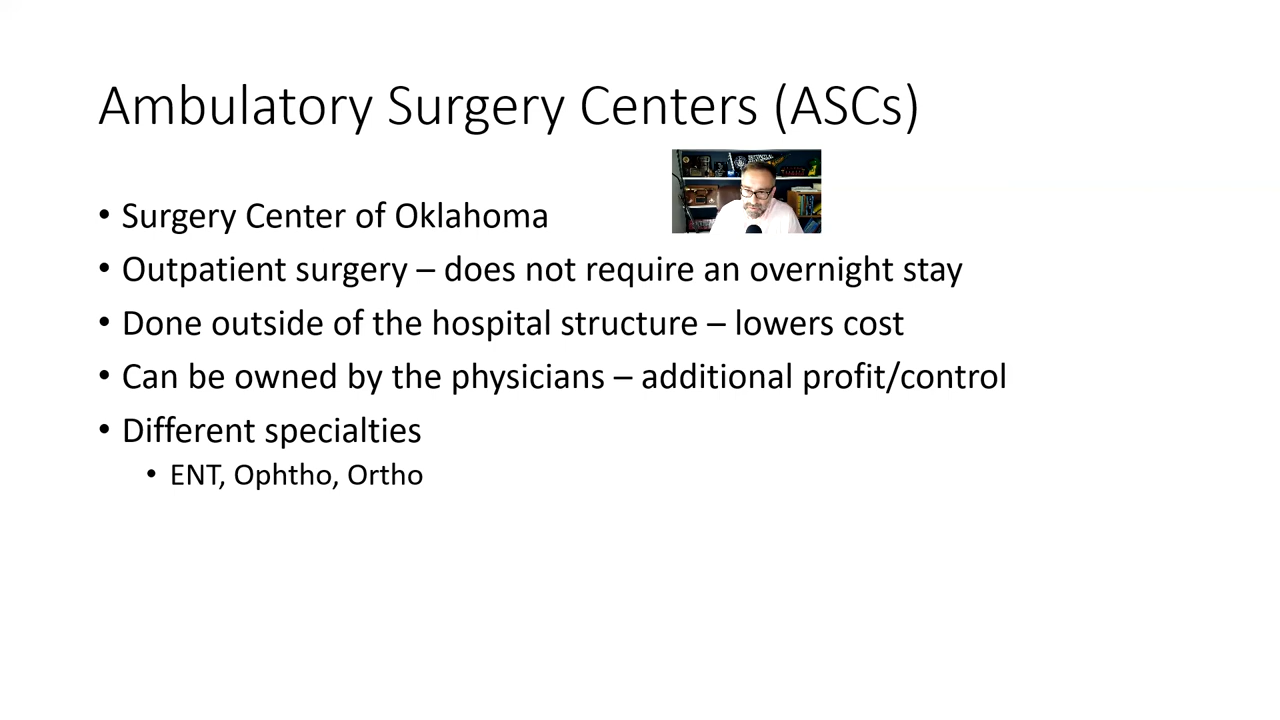 Ambulatory Surgery Centers (ASCs)
• Surgery Center of Oklahoma
• Outpatient surgery – does not require an overnight stay
• Done outside of the hospital structure – lowers cost
• Can be owned by the physicians – additional profit/control
• Different specialties
• ENT, Ophtho, Ortho